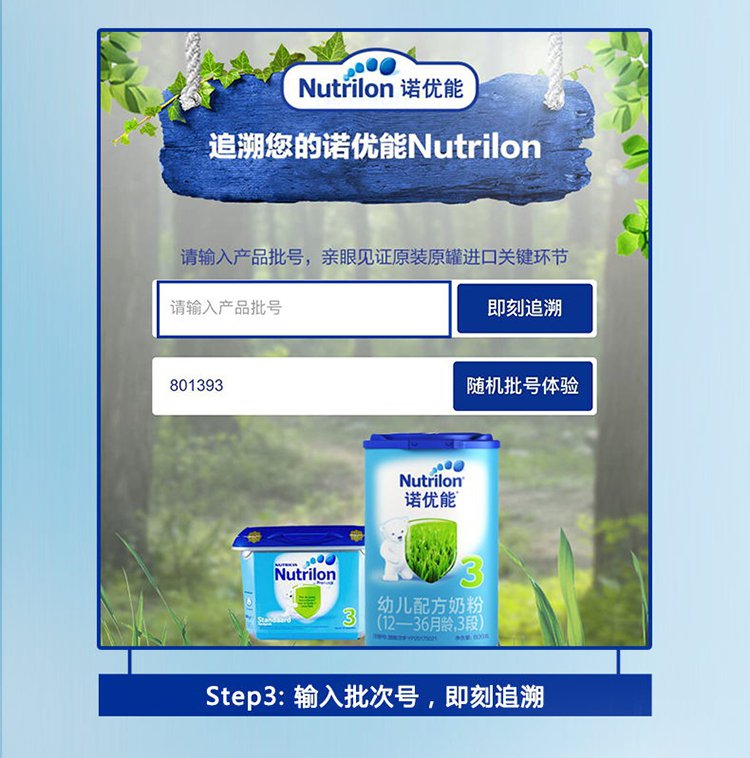 Nutrilon 诺优能
追溯您的诺优能Nutrilon
请输入产品批号，亲眼见证原装原罐进口关键环节
请输入产品批号
即刻追溯
801393
随机批号体验
Nutrilon
诺优能
3
幼儿配方奶粉
(12—36月龄,3段)
NUTRICIA
Nutrilon
Standaard
3
Step3: 输入批次号，即刻追溯